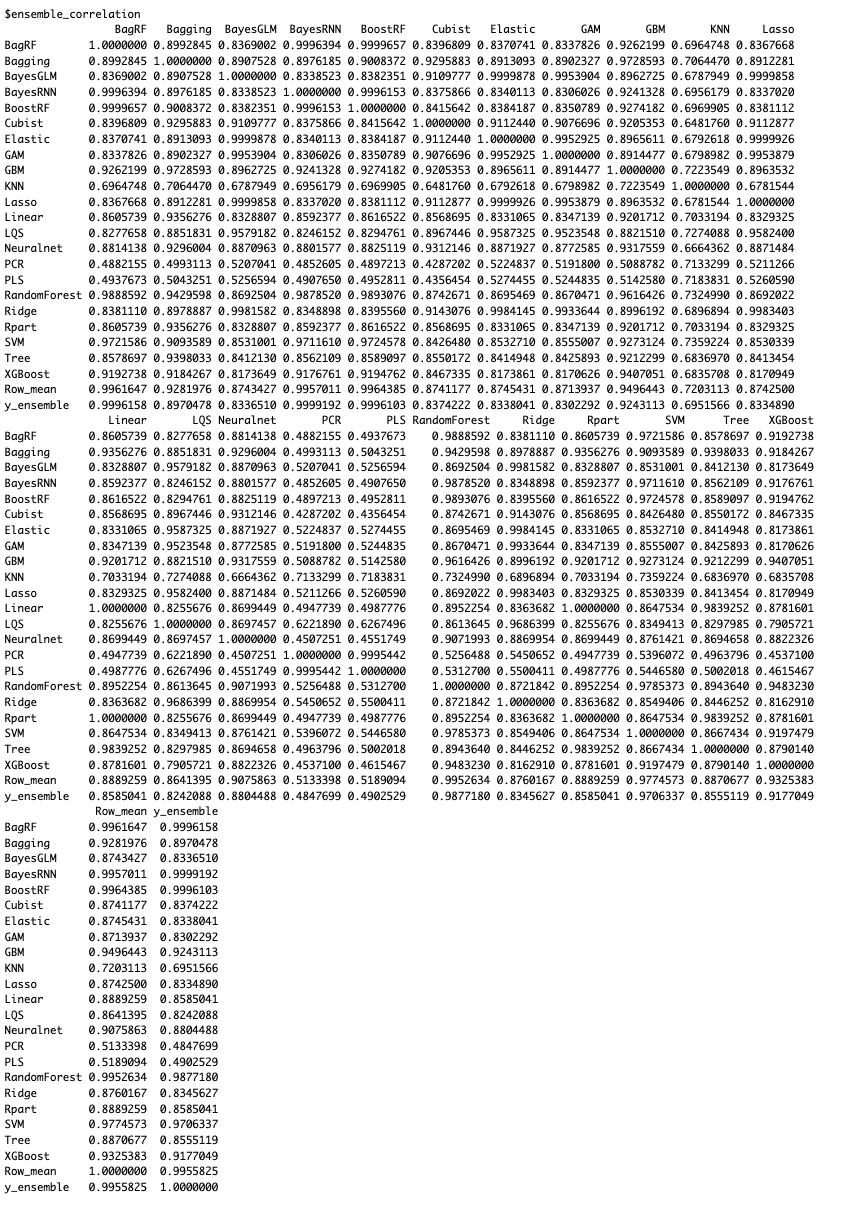 $ensemble_correlation
BagRF Bagging BayesGLM BayesRNN BoostRF Cubist Elastic GAM GBM KNN Lasso
BagRF 1.0000000 0.8992845 0.8369002 0.9996394 0.9999657 0.8396809 0.8370741 0.8337826 0.9262199 0.6964748 0.8367668
Bagging 0.8992845 1.0000000 0.8907528 0.8976185 0.9008372 0.9295883 0.8913093 0.8902327 0.9728593 0.7064470 0.8912281
BayesGLM 0.8369002 0.8907528 1.0000000 0.8338523 0.8382351 0.9109777 0.9999878 0.9953904 0.8962725 0.6787949 0.9999858
BayesRNN 0.9996394 0.8976185 0.8338523 1.0000000 0.9996153 0.8375866 0.8340113 0.8306026 0.9241328 0.6956179 0.8337020
BoostRF 0.9999657 0.9008372 0.8382351 0.9996153 1.0000000 0.8415642 0.8384187 0.8350789 0.9274182 0.6969905 0.8381112
Cubist 0.8396809 0.9295883 0.9109777 0.8375866 0.8415642 1.0000000 0.9112440 0.9076696 0.9205353 0.6481760 0.9112877
Elastic 0.8370741 0.8913093 0.9999878 0.8340113 0.8384187 0.9112440 1.0000000 0.9952925 0.8965611 0.6792618 0.9999926
GAM 0.8337826 0.8902327 0.9953904 0.8306026 0.8350789 0.9076696 0.9952925 1.0000000 0.8914477 0.6798982 0.9953879
GBM 0.9262199 0.9728593 0.8962725 0.9241328 0.9274182 0.9205353 0.8965611 0.8914477 1.0000000 0.7223549 0.8963532
KNN 0.6964748 0.7064470 0.6787949 0.6956179 0.6969905 0.6481760 0.6792618 0.6798982 0.7223549 1.0000000 0.6781544
Lasso 0.8367668 0.8912281 0.9999858 0.8337020 0.8381112 0.9112877 0.9999926 0.9953879 0.8963532 0.6781544 1.0000000
Linear 0.8605739 0.9356276 0.8328807 0.8592377 0.8616522 0.8568695 0.8331065 0.8347139 0.9201712 0.7033194 0.8329325
LQS 0.8277658 0.8851831 0.9579182 0.8246152 0.8294761 0.8967446 0.9587325 0.9523548 0.8821510 0.7274088 0.9582400
Neuralnet 0.8814138 0.9296004 0.8870963 0.8801577 0.8825119 0.9312146 0.8871927 0.8772585 0.9317559 0.6664362 0.8871484
PCR 0.4882155 0.4993113 0.5207041 0.4852605 0.4897213 0.4287202 0.5224837 0.5191800 0.5088782 0.7133299 0.5211266
PLS 0.4937673 0.5043251 0.5256594 0.4907650 0.4952811 0.4356454 0.5274455 0.5244835 0.5142580 0.7183831 0.5260590
RandomForest 0.9888592 0.9429598 0.8692504 0.9878520 0.9893076 0.8742671 0.8695469 0.8670471 0.9616426 0.7324990 0.8692022
Ridge 0.8381110 0.8978887 0.9981582 0.8348898 0.8395560 0.9143076 0.9984145 0.9933644 0.8996192 0.6896894 0.9983403
Rpart 0.8605739 0.9356276 0.8328807 0.8592377 0.8616522 0.8568695 0.8331065 0.8347139 0.9201712 0.7033194 0.8329325
SVM 0.9721586 0.9093589 0.8531001 0.9711610 0.9724578 0.8426480 0.8532710 0.8555007 0.9273124 0.7359224 0.8530339
Tree 0.8578697 0.9398033 0.8412130 0.8562109 0.8589097 0.8550172 0.8414948 0.8425893 0.9212299 0.6836970 0.8413454
XGBoost 0.9192738 0.9184267 0.8173649 0.9176761 0.9194762 0.8467335 0.8173861 0.8170626 0.9407051 0.6835708 0.8170949
Row_mean 0.9961647 0.9281976 0.8743427 0.9957011 0.9964385 0.8741177 0.8745431 0.8713937 0.9496443 0.7203113 0.8742500
y_ensemble 0.9996158 0.8970478 0.8336510 0.9999192 0.9996103 0.8374222 0.8338041 0.8302292 0.9243113 0.6951566 0.8334890
Linear LQS Neuralnet PCR PLS RandomForest Ridge Rpart SVM Tree XGBoost
BagRF 0.8605739 0.8277658 0.8814138 0.4882155 0.4937673 0.9888592 0.8381110 0.8605739 0.9721586 0.8578697 0.9192738
Bagging 0.9356276 0.8851831 0.9296004 0.4993113 0.5043251 0.9429598 0.8978887 0.9356276 0.9093589 0.9398033 0.9184267
BayesGLM 0.8328807 0.9579182 0.8870963 0.5207041 0.5256594 0.8692504 0.9981582 0.8328807 0.8531001 0.8412130 0.8173649
BayesRNN 0.8592377 0.8246152 0.8801577 0.4852605 0.4907650 0.9878520 0.8348898 0.8592377 0.9711610 0.8562109 0.9176761
BoostRF 0.8616522 0.8294761 0.8825119 0.4897213 0.4952811 0.9893076 0.8395560 0.8616522 0.9724578 0.8589097 0.9194762
Cubist 0.8568695 0.8967446 0.9312146 0.4287202 0.4356454 0.8742671 0.9143076 0.8568695 0.8426480 0.8550172 0.8467335
Elastic 0.8331065 0.9587325 0.8871927 0.5224837 0.5274455 0.8695469 0.9984145 0.8331065 0.8532710 0.8414948 0.8173861
GAM 0.8347139 0.9523548 0.8772585 0.5191800 0.5244835 0.8670471 0.9933644 0.8347139 0.8555007 0.8425893 0.8170626
GBM 0.9201712 0.8821510 0.9317559 0.5088782 0.5142580 0.9616426 0.8996192 0.9201712 0.9273124 0.9212299 0.9407051
KNN 0.7033194 0.7274088 0.6664362 0.7133299 0.7183831 0.7324990 0.6896894 0.7033194 0.7359224 0.6836970 0.6835708
Lasso 0.8329325 0.9582400 0.8871484 0.5211266 0.5260590 0.8692022 0.9983403 0.8329325 0.8530339 0.8413454 0.8170949
Linear 1.0000000 0.8255676 0.8699449 0.4947739 0.4987776 0.8952254 0.8363682 1.0000000 0.8647534 0.9839252 0.8781601
LQS 0.8255676 1.0000000 0.8697457 0.6221890 0.6267496 0.8613645 0.9686399 0.8255676 0.8349413 0.8297985 0.7905721
Neuralnet 0.8699449 0.8697457 1.0000000 0.4507251 0.4551749 0.9071993 0.8869954 0.8699449 0.8761421 0.8694658 0.8822326
PCR 0.4947739 0.6221890 0.4507251 1.0000000 0.9995442 0.5256488 0.5450652 0.4947739 0.5396072 0.4963796 0.4537100
PLS 0.4987776 0.6267496 0.4551749 0.9995442 1.0000000 0.5312700 0.5500411 0.4987776 0.5446580 0.5002018 0.4615467
RandomForest 0.8952254 0.8613645 0.9071993 0.5256488 0.5312700 1.0000000 0.8721842 0.8952254 0.9785373 0.8943640 0.9483230
Ridge 0.8363682 0.9686399 0.8869954 0.5450652 0.5500411 0.8721842 1.0000000 0.8363682 0.8549406 0.8446252 0.8162910
Rpart 1.0000000 0.8255676 0.8699449 0.4947739 0.4987776 0.8952254 0.8363682 1.0000000 0.8647534 0.9839252 0.8781601
SVM 0.8647534 0.8349413 0.8761421 0.5396072 0.5446580 0.9785373 0.8549406 0.8647534 1.0000000 0.8667434 0.9197479
Tree 0.9839252 0.8297985 0.8694658 0.4963796 0.5002018 0.8943640 0.8446252 0.9839252 0.8667434 1.0000000 0.8790140
XGBoost 0.8781601 0.7905721 0.8822326 0.4537100 0.4615467 0.9483230 0.8162910 0.8781601 0.9197479 0.8790140 1.0000000
Row_mean 0.8889259 0.8641395 0.9075863 0.5133398 0.5189094 0.9952634 0.8760167 0.8889259 0.9774573 0.8870677 0.9325383
y_ensemble 0.8585041 0.8242088 0.8804488 0.4847699 0.4902529 0.9877180 0.8345627 0.8585041 0.9706337 0.8555119 0.9177049
Row_mean y_ensemble
BagRF 0.9961647 0.9996158
Bagging 0.9281976 0.8970478
BayesGLM 0.8743427 0.8336510
BayesRNN 0.9957011 0.9999192
BoostRF 0.9964385 0.9996103
Cubist 0.8741177 0.8374222
Elastic 0.8745431 0.8338041
GAM 0.8713937 0.8302292
GBM 0.9496443 0.9243113
KNN 0.7203113 0.6951566
Lasso 0.8742500 0.8334890
Linear 0.8889259 0.8585041
LQS 0.8641395 0.8242088
Neuralnet 0.9075863 0.8804488
PCR 0.5133398 0.4847699
PLS 0.5189094 0.4902529
RandomForest 0.9952634 0.9877180
Ridge 0.8760167 0.8345627
Rpart 0.8889259 0.8585041
SVM 0.9774573 0.9706337
Tree 0.8870677 0.8555119
XGBoost 0.9325383 0.9177049
Row_mean 1.0000000 0.9955825
y_ensemble 0.9955825 1.0000000